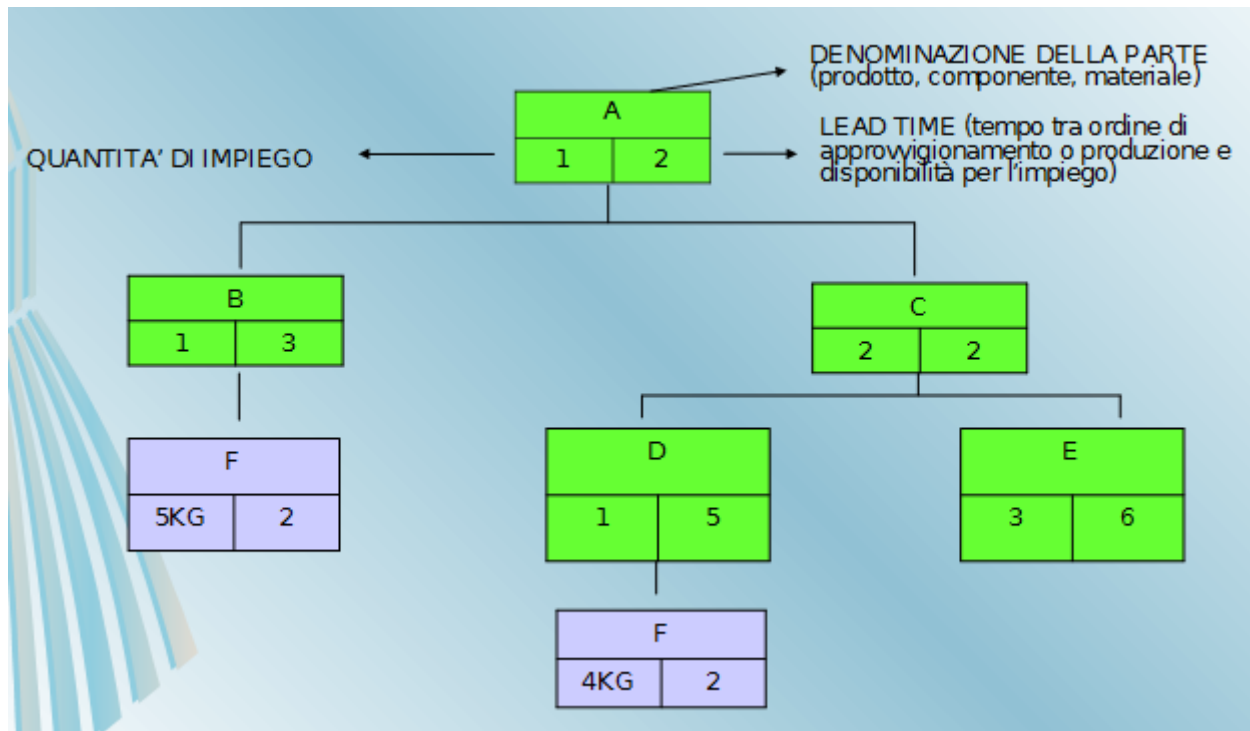 DENOMINAZIONE DELLA PARTE
(prodotto, componente, materiale)
A
1 2
QUANTITA' DI IMPIEGO
LEAD TIME (tempo tra ordine di
approvvigionamento o produzione e
disponibilità per l'impiego)
B
1 3
C
2 2
F
5KG 2
D
1 5
E
3 6
F
4KG 2